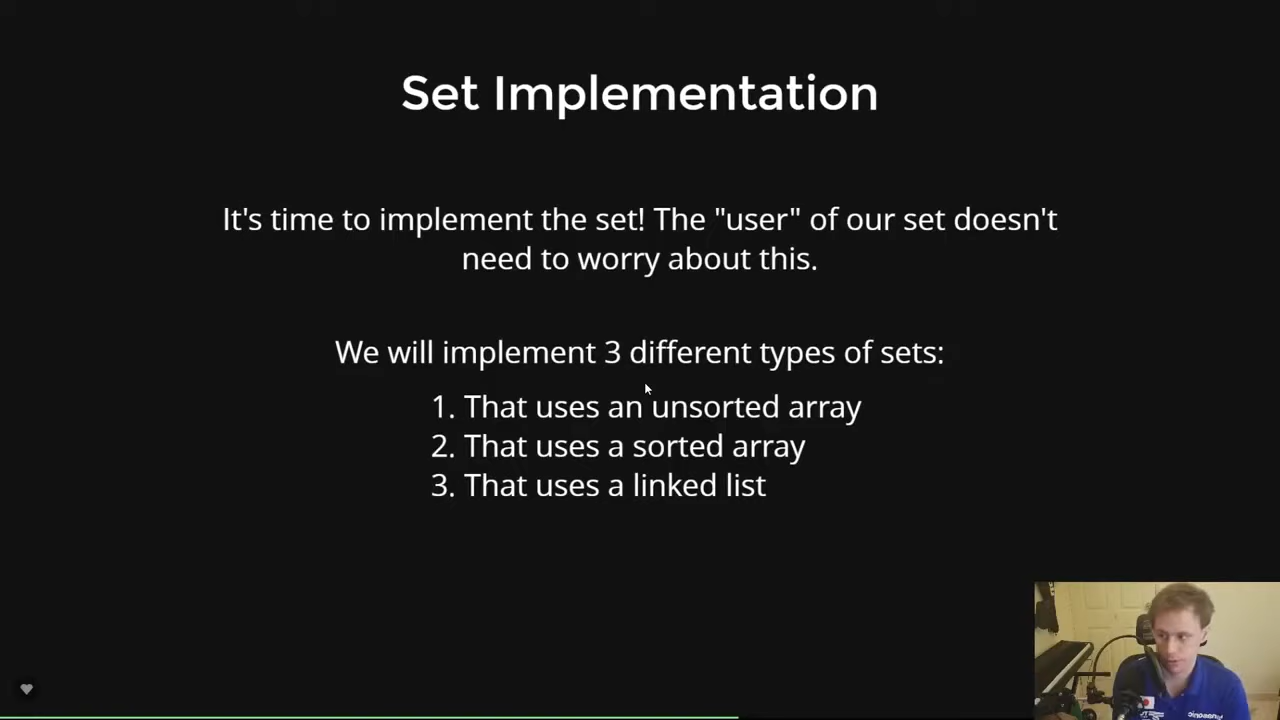 Set Implementation
It's time to implement the set! The "user" of our set doesn't
need to worry about this.
We will implement 3 different types of sets:
1. That uses an unsorted array
2. That uses a sorted array
3. That uses a linked list